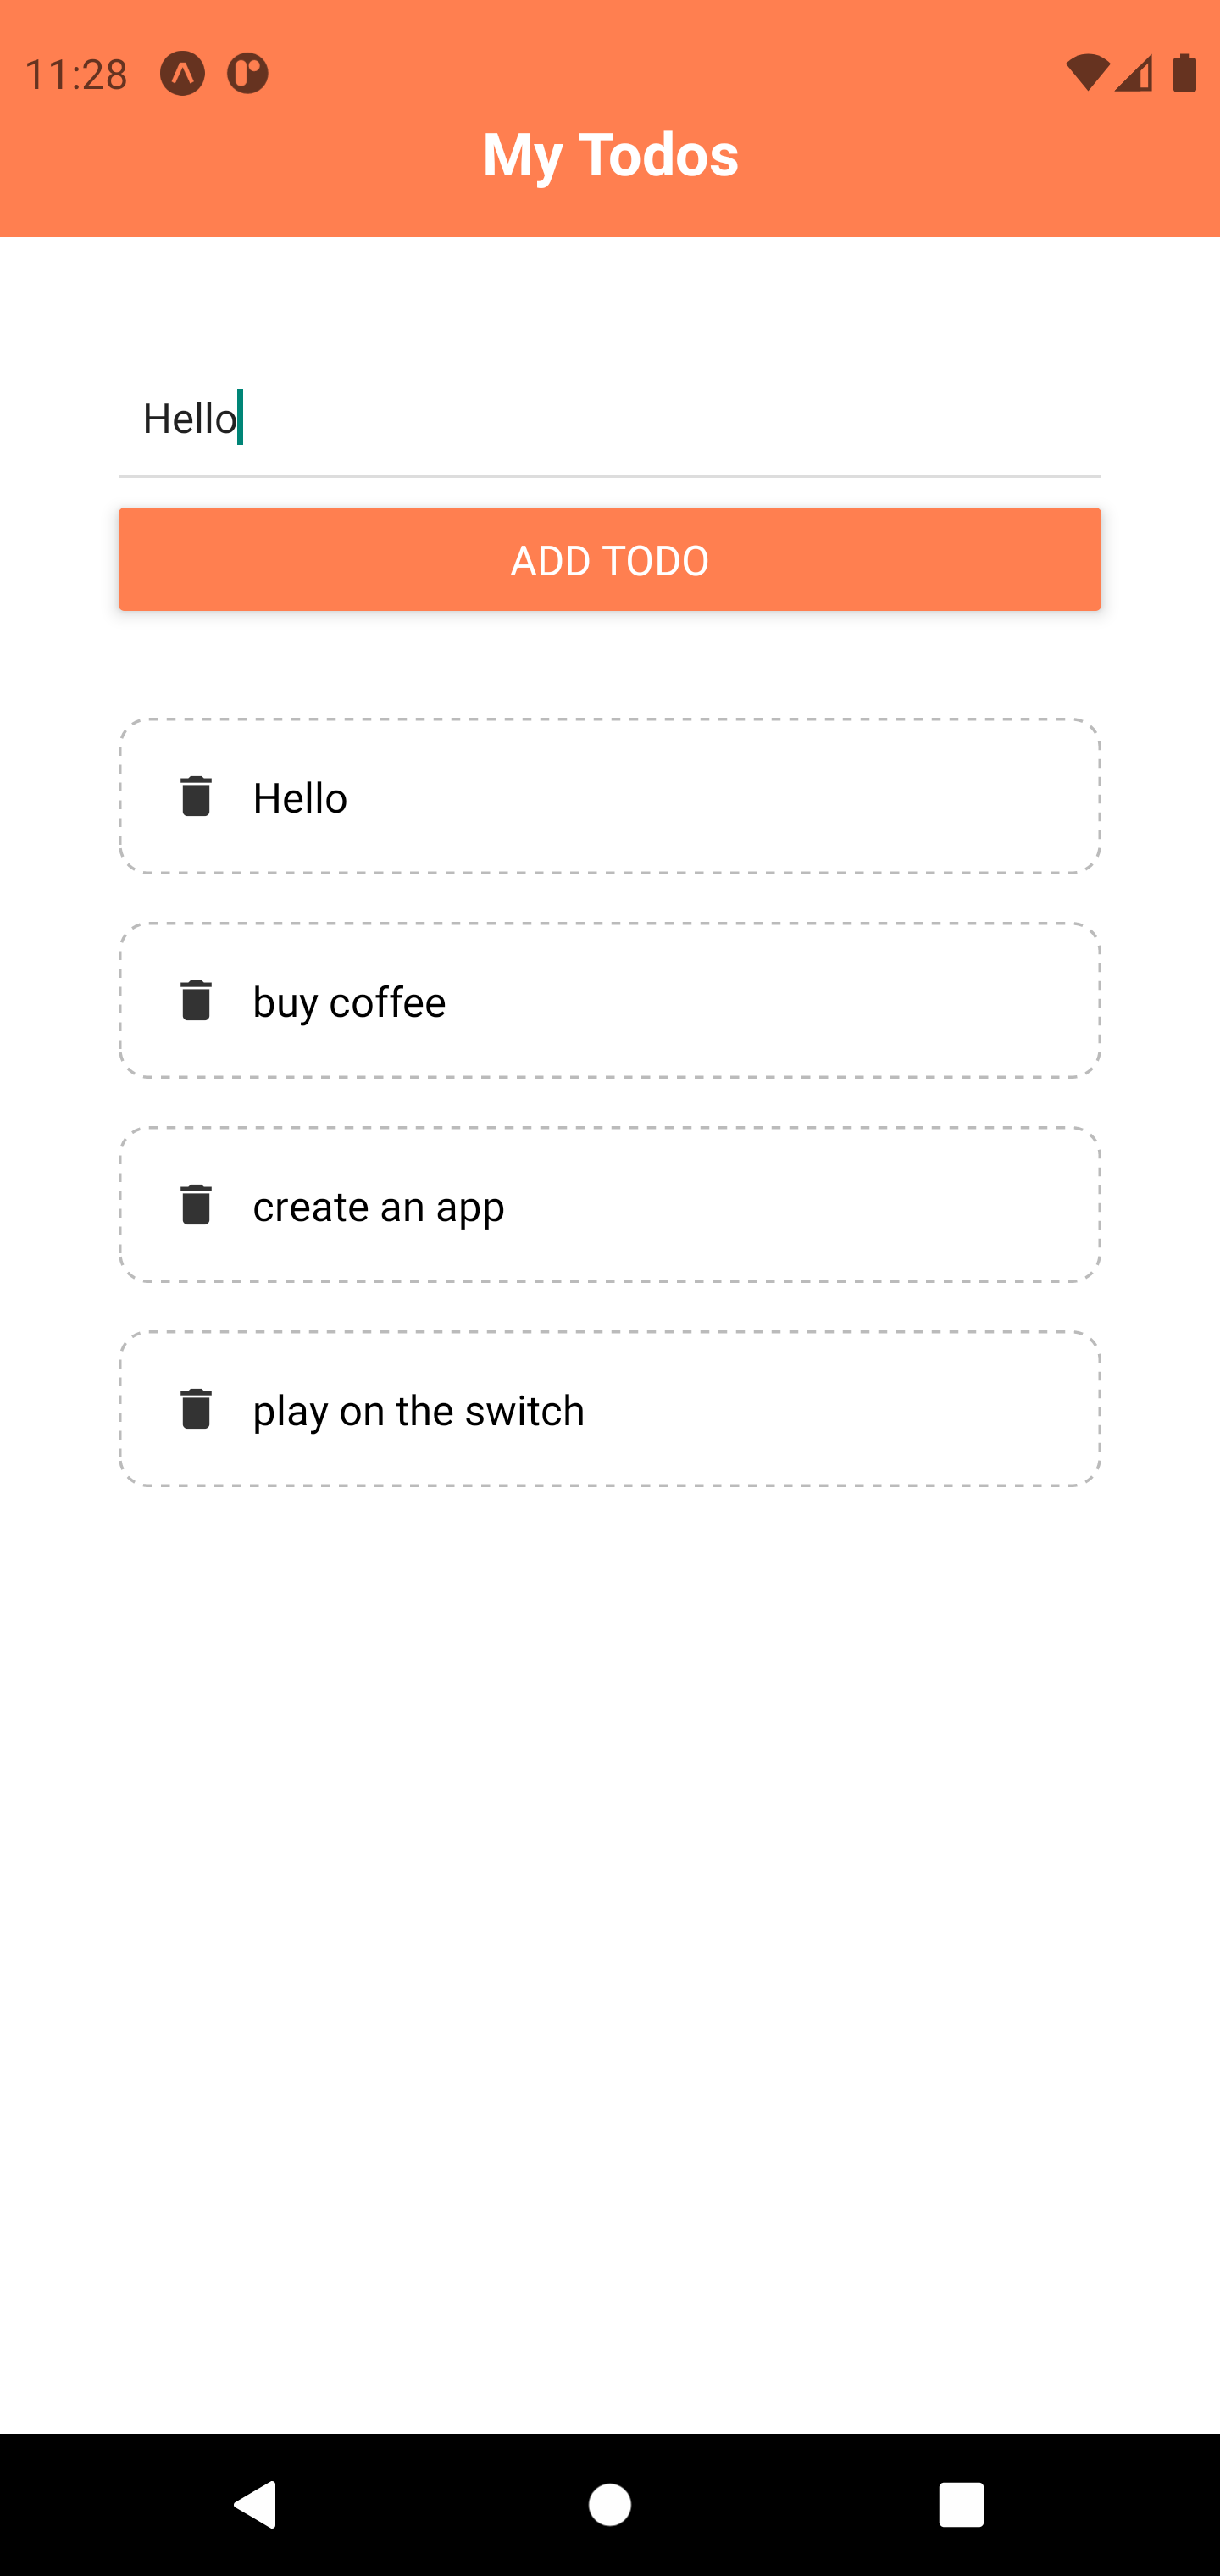 11:28
My Todos
Hello
ADD TODO
Hello
buy coffee
create an app
play on the switch